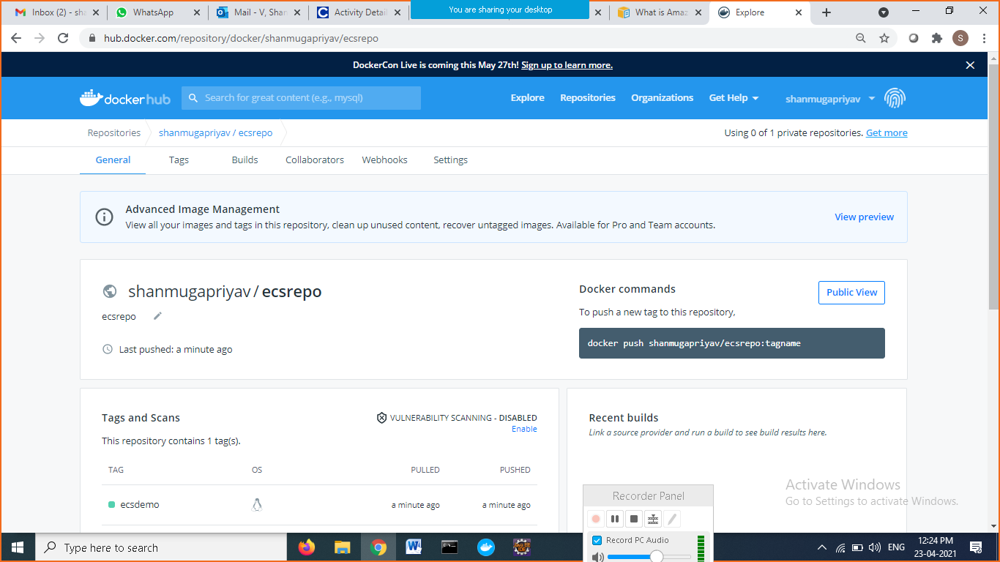 Inbox (2) - sha
WhatsApp
Mail - V, Shan
Activity Detail
You are sharing your desktop
What is Amaz
Explore
hub.docker.com/repository/docker/shanmugapriyav/ecsrepo
S
DockerCon Live is coming this May 27th! Sign up to learn more.
dockerhub
Search for great content (e.g., mysql)
Explore
Repositories
Organizations
Get Help
shanmugapriyav
Repositories
shanmugapriyav / ecsrepo
Using 0 of 1 private repositories. Get more
General
Tags
Builds
Collaborators
Webhooks
Settings
Advanced Image Management
View all your images and tags in this repository, clean up unused content, recover untagged images. Available for Pro and Team accounts.
View preview
shanmugapriyav / ecsrepo
ecsrepo
Last pushed: a minute ago
Docker commands
Public View
To push a new tag to this repository,
docker push shanmugapriyav/ecsrepo:tagname
Tags and Scans
VULNERABILITY SCANNING - DISABLED
Enable
This repository contains 1 tag(s).
TAG
OS
PULLED
PUSHED
ecsdemo
a minute ago
a minute ago
Recent builds
Link a source provider and run a build to see build results here.
Activate Windows
Go to Settings to activate Windows.
Recorder Panel
Record PC Audio
Type here to search
ENG
12:24 PM
23-04-2021